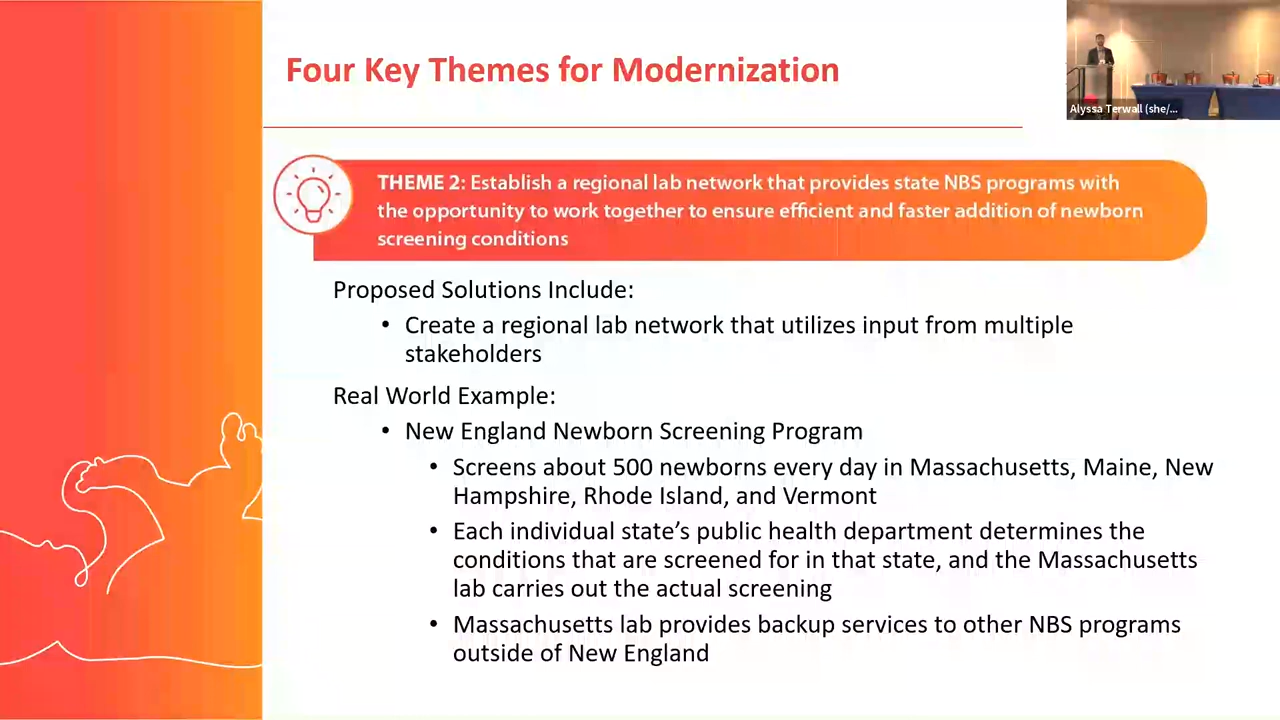 Four Key Themes for Modernization
Alyssa Terwall (she/...
THEME 2: Establish a regional lab network that provides state NBS programs with
the opportunity to work together to ensure efficient and faster addition of newborn
screening conditions
Proposed Solutions Include:
• Create a regional lab network that utilizes input from multiple
stakeholders
Real World Example:
• New England Newborn Screening Program
• Screens about 500 newborns every day in Massachusetts, Maine, New
Hampshire, Rhode Island, and Vermont
• Each individual state’s public health department determines the
conditions that are screened for in that state, and the Massachusetts
lab carries out the actual screening
• Massachusetts lab provides backup services to other NBS programs
outside of New England